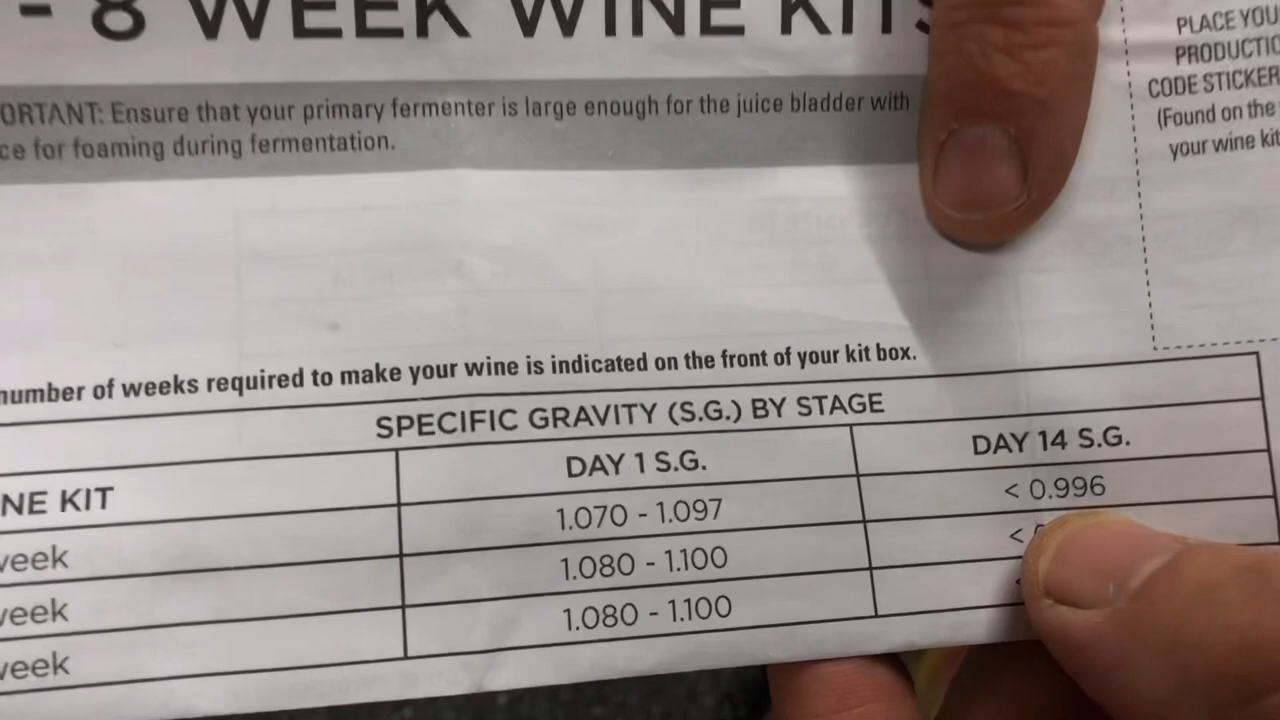 - 8 WEEK WINE KITS
ORTANT: Ensure that your primary fermenter is large enough for the juice bladder with
ce for foaming during fermentation.
PLACE YOU
PRODUCTIO
CODE STICKER
(Found on the
your wine kit
number of weeks required to make your wine is indicated on the front of your kit box.
SPECIFIC GRAVITY (S.G.) BY STAGE
NE KIT DAY 1 S.G. DAY 14 S.G.
week 1.070 - 1.097 < 0.996
week 1.080 - 1.100 <
week 1.080 - 1.100